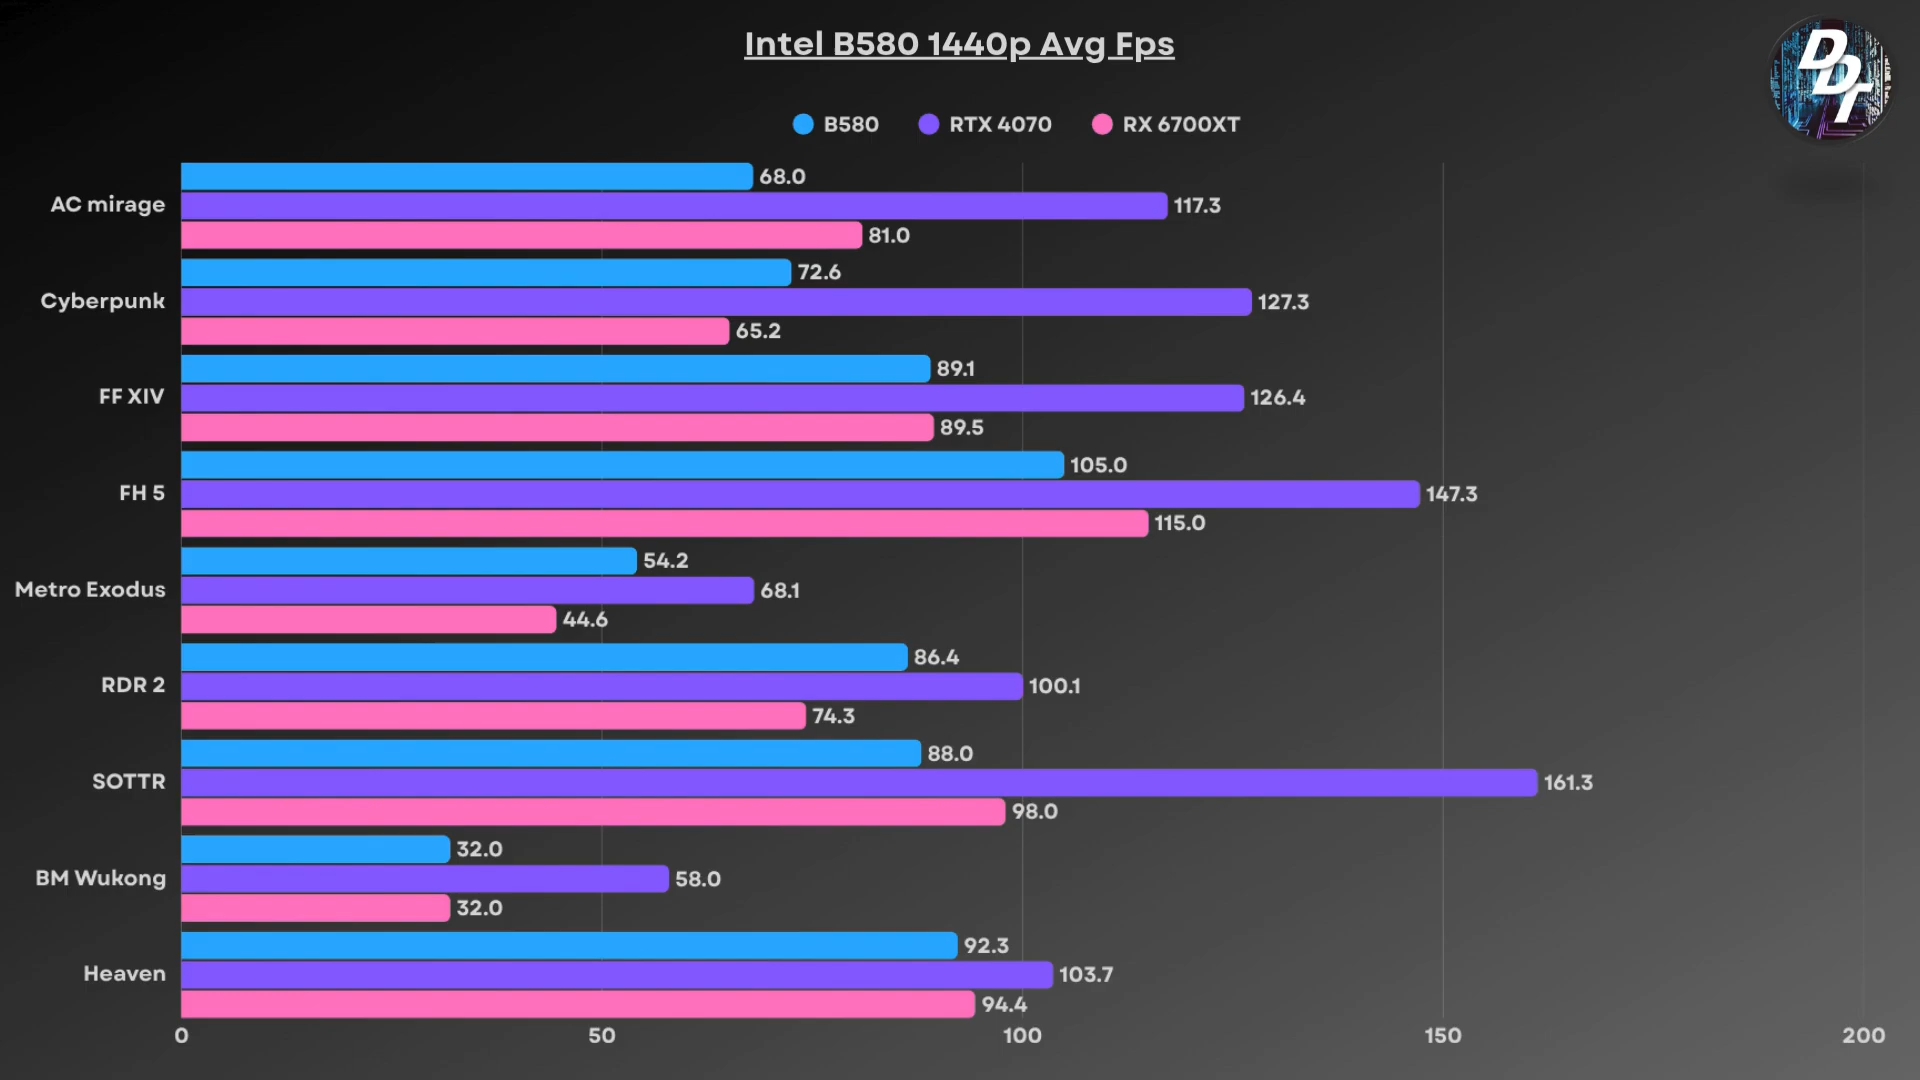 Intel B580 1440p Avg Fps
DDT
B580 RTX 4070 RX 6700XT
68.0
AC mirage 117.3
81.0
72.6
Cyberpunk 127.3
65.2
89.1
FF XIV 126.4
89.5
105.0
FH 5 147.3
115.0
54.2
Metro Exodus 68.1
44.6
86.4
RDR 2 100.1
74.3
88.0
SOTTR 161.3
98.0
32.0
BM Wukong 58.0
32.0
92.3
Heaven 103.7
94.4
0 50 100 150 200